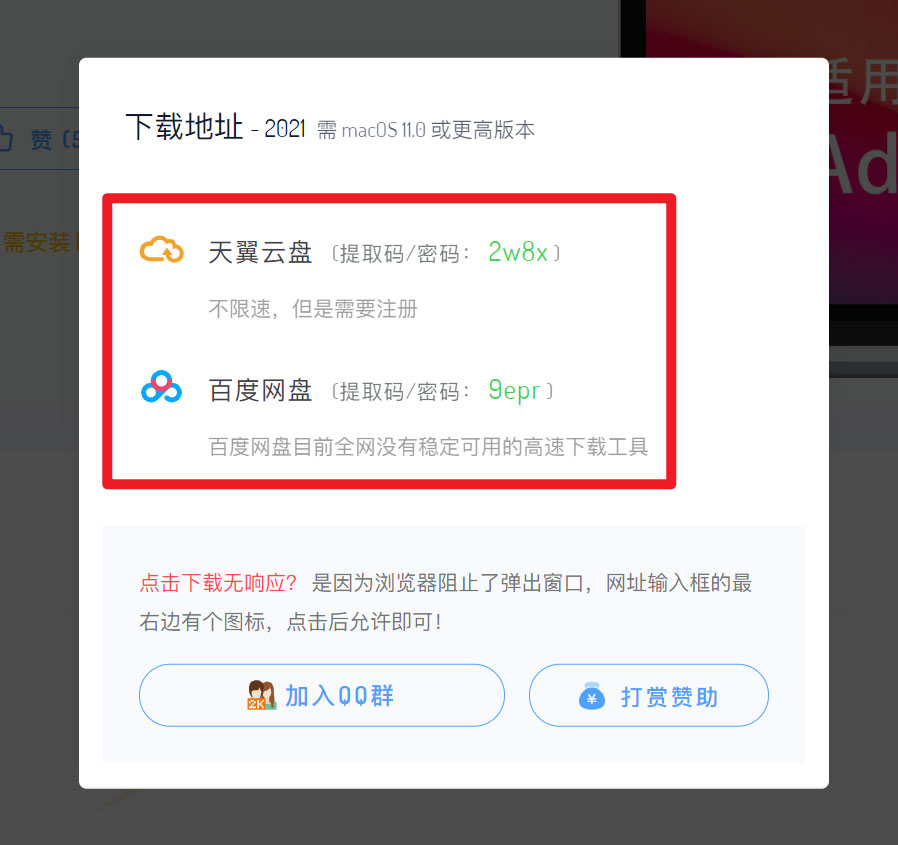 下载地址 - 2021 需 macOS 11.0 或更高版本
赞 (5
适用
Ad
需安装
天翼云盘 (提取码/密码: 2w8x)
不限速，但是需要注册
百度网盘 (提取码/密码: 9epr)
百度网盘目前全网没有稳定可用的高速下载工具
点击下载无响应? 是因为浏览器阻止了弹出窗口，网址输入框的最
右边有个图标，点击后允许即可!
2K 加入QQ群
¥ 打赏赞助